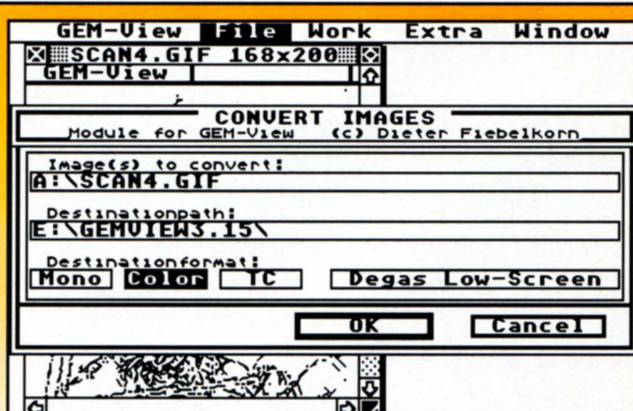 GEM-View File Work Extra Window
SCAN4.GIF 168x200
GEM-View
CONVERT IMAGES
Module for GEM-View (c) Dieter Fiebelkorn
Image(s) to convert:
A:\SCAN4.GIF
Destinationpath:
E:\GEMVIEW3.15\
Destinationformat:
Mono Color TC Degas Low-Screen
OK Cancel